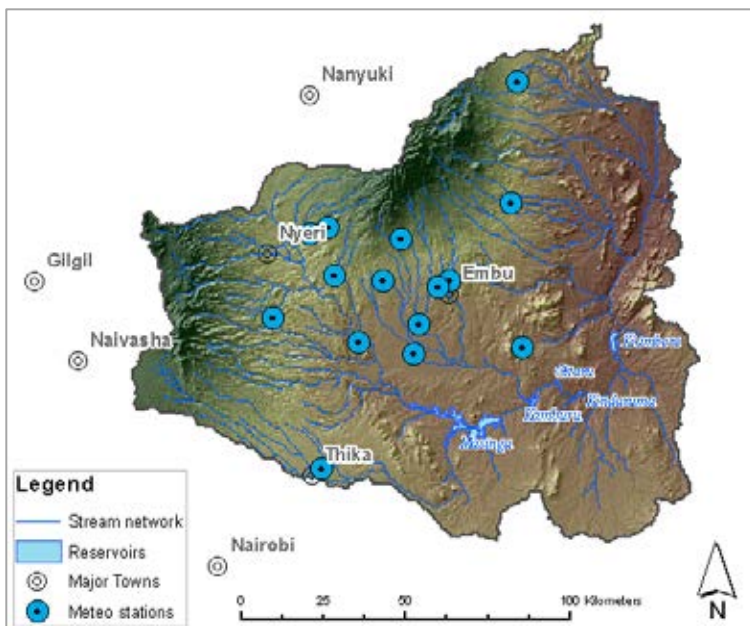 Nanyuki
Nyeri
Gilgil
Embu
Naivasha
Kiambere
Kindaruma
Kamburu
Masinga
Thika
Legend
Stream network
Reservoirs
Major Towns
Meteo stations
Nairobi
0 25 50 100 Kilometers
N